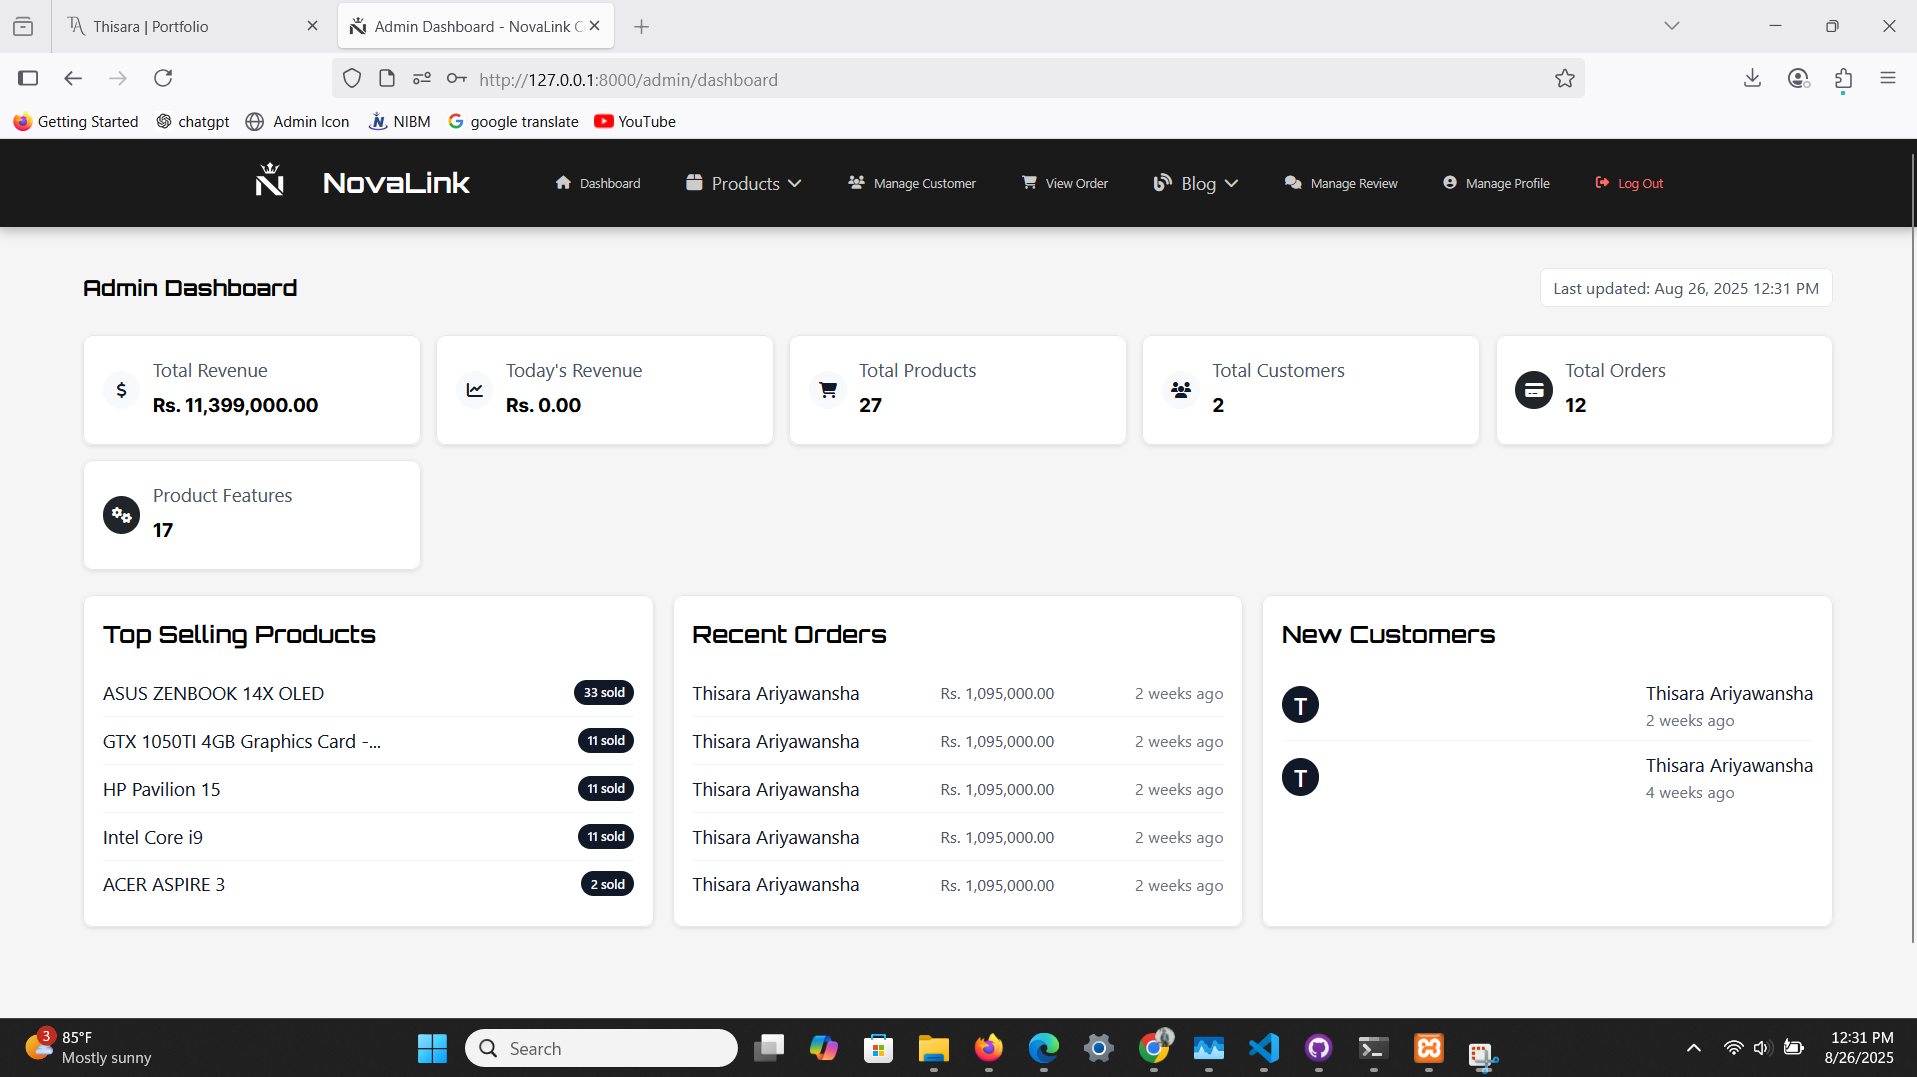 Thisara | Portfolio
Admin Dashboard - NovaLink C
http://127.0.0.1:8000/admin/dashboard
Getting Started
chatgpt
Admin Icon
NIBM
google translate
YouTube
NovaLink
Dashboard
Products
Manage Customer
View Order
Blog
Manage Review
Manage Profile
Log Out
Admin Dashboard
Last updated: Aug 26, 2025 12:31 PM
Total Revenue
Rs. 11,399,000.00
Today's Revenue
Rs. 0.00
Total Products
27
Total Customers
2
Total Orders
12
Product Features
17
Top Selling Products
ASUS ZENBOOK 14X OLED
33 sold
GTX 1050TI 4GB Graphics Card -...
11 sold
HP Pavilion 15
11 sold
Intel Core i9
11 sold
ACER ASPIRE 3
2 sold
Recent Orders
Thisara Ariyawansha Rs. 1,095,000.00 2 weeks ago
Thisara Ariyawansha Rs. 1,095,000.00 2 weeks ago
Thisara Ariyawansha Rs. 1,095,000.00 2 weeks ago
Thisara Ariyawansha Rs. 1,095,000.00 2 weeks ago
Thisara Ariyawansha Rs. 1,095,000.00 2 weeks ago
New Customers
T
Thisara Ariyawansha
2 weeks ago
T
Thisara Ariyawansha
4 weeks ago
3
85°F
Mostly sunny
Search
12:31 PM
8/26/2025